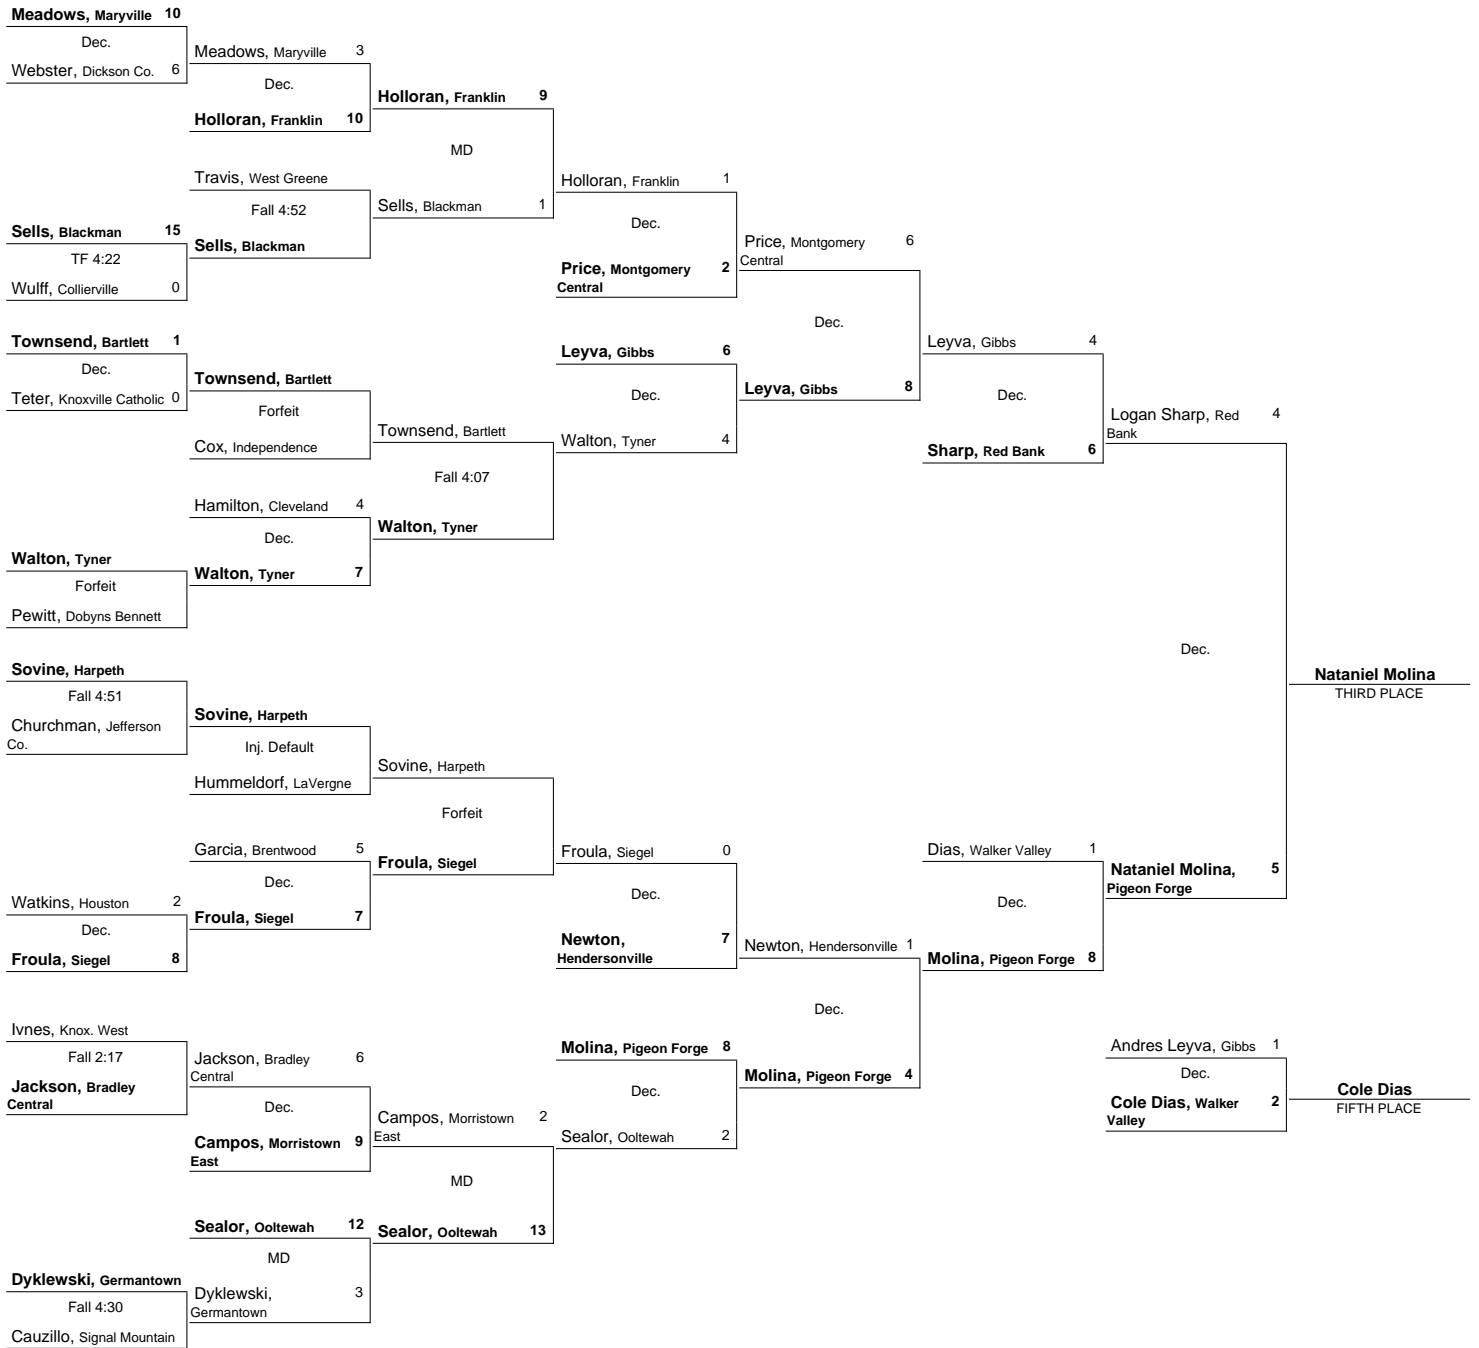 Meadows, Maryville 10
Dec.
Webster, Dickson Co. 6
Sells, Blackman 15
TF 4:22
Wulff, Collierville 0
Townsend, Bartlett 1
Dec.
Teter, Knoxville Catholic 0
Walton, Tyner
Forfeit
Pewitt, Dobyns Bennett
Sovine, Harpeth
Fall 4:51
Churchman, Jefferson
Co.
Watkins, Houston 2
Dec.
Froula, Siegel 8
Ivnes, Knox. West
Fall 2:17
Jackson, Bradley
Central
Dyklewski, Germantown
Fall 4:30
Cauzillo, Signal Mountain
Meadows, Maryville 3
Dec.
Holloran, Franklin 10
Travis, West Greene
Fall 4:52
Sells, Blackman
Townsend, Bartlett
Forfeit
Cox, Independence
Hamilton, Cleveland 4
Dec.
Walton, Tyner 7
Sovine, Harpeth
Inj. Default
Hummeldorf, LaVergne
Garcia, Brentwood 5
Dec.
Froula, Siegel 7
Jackson, Bradley 6
Central
Dec.
Campos, Morristown 9
East
Sealor, Ooltewah 12
MD
Dyklewski, 3
Germantown
Holloran, Franklin 9
MD
Sells, Blackman 1
Townsend, Bartlett
Fall 4:07
Walton, Tyner
Sovine, Harpeth
Forfeit
Froula, Siegel
Campos, Morristown 2
East
MD
Sealor, Ooltewah 13
Holloran, Franklin 1
Dec.
Price, Montgomery 2
Central
Leyva, Gibbs 6
Dec.
Walton, Tyner 4
Froula, Siegel 0
Dec.
Newton, 7
Hendersonville
Molina, Pigeon Forge 8
Dec.
Sealor, Ooltewah 2
Price, Montgomery 6
Central
Dec.
Leyva, Gibbs 8
Newton, Hendersonville 1
Dec.
Molina, Pigeon Forge 4
Leyva, Gibbs 4
Dec.
Sharp, Red Bank 6
Dias, Walker Valley 1
Dec.
Molina, Pigeon Forge 8
Logan Sharp, Red 4
Bank
Dec.
Nataniel Molina, 5
Pigeon Forge
Nataniel Molina
THIRD PLACE
Andres Leyva, Gibbs 1
Dec.
Cole Dias, Walker 2
Valley
Cole Dias
FIFTH PLACE